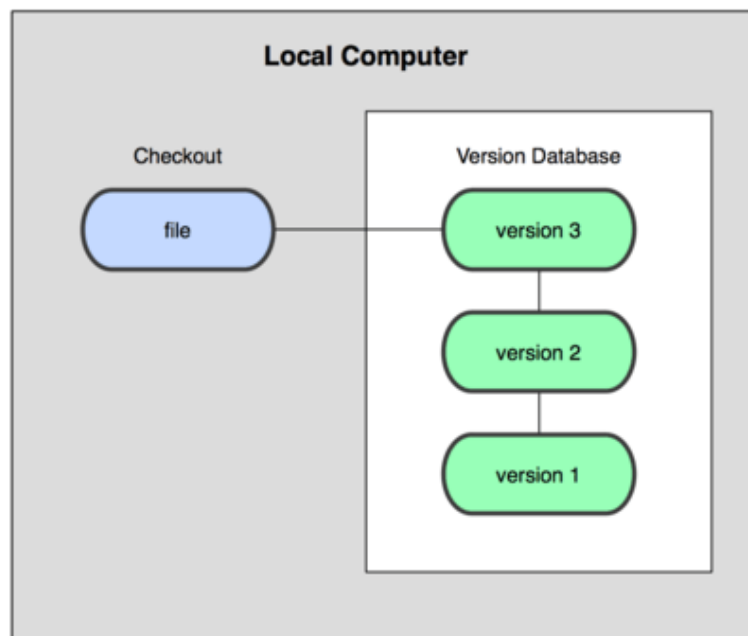 Local Computer
Checkout
Version Database
file
version 3
version 2
version 1